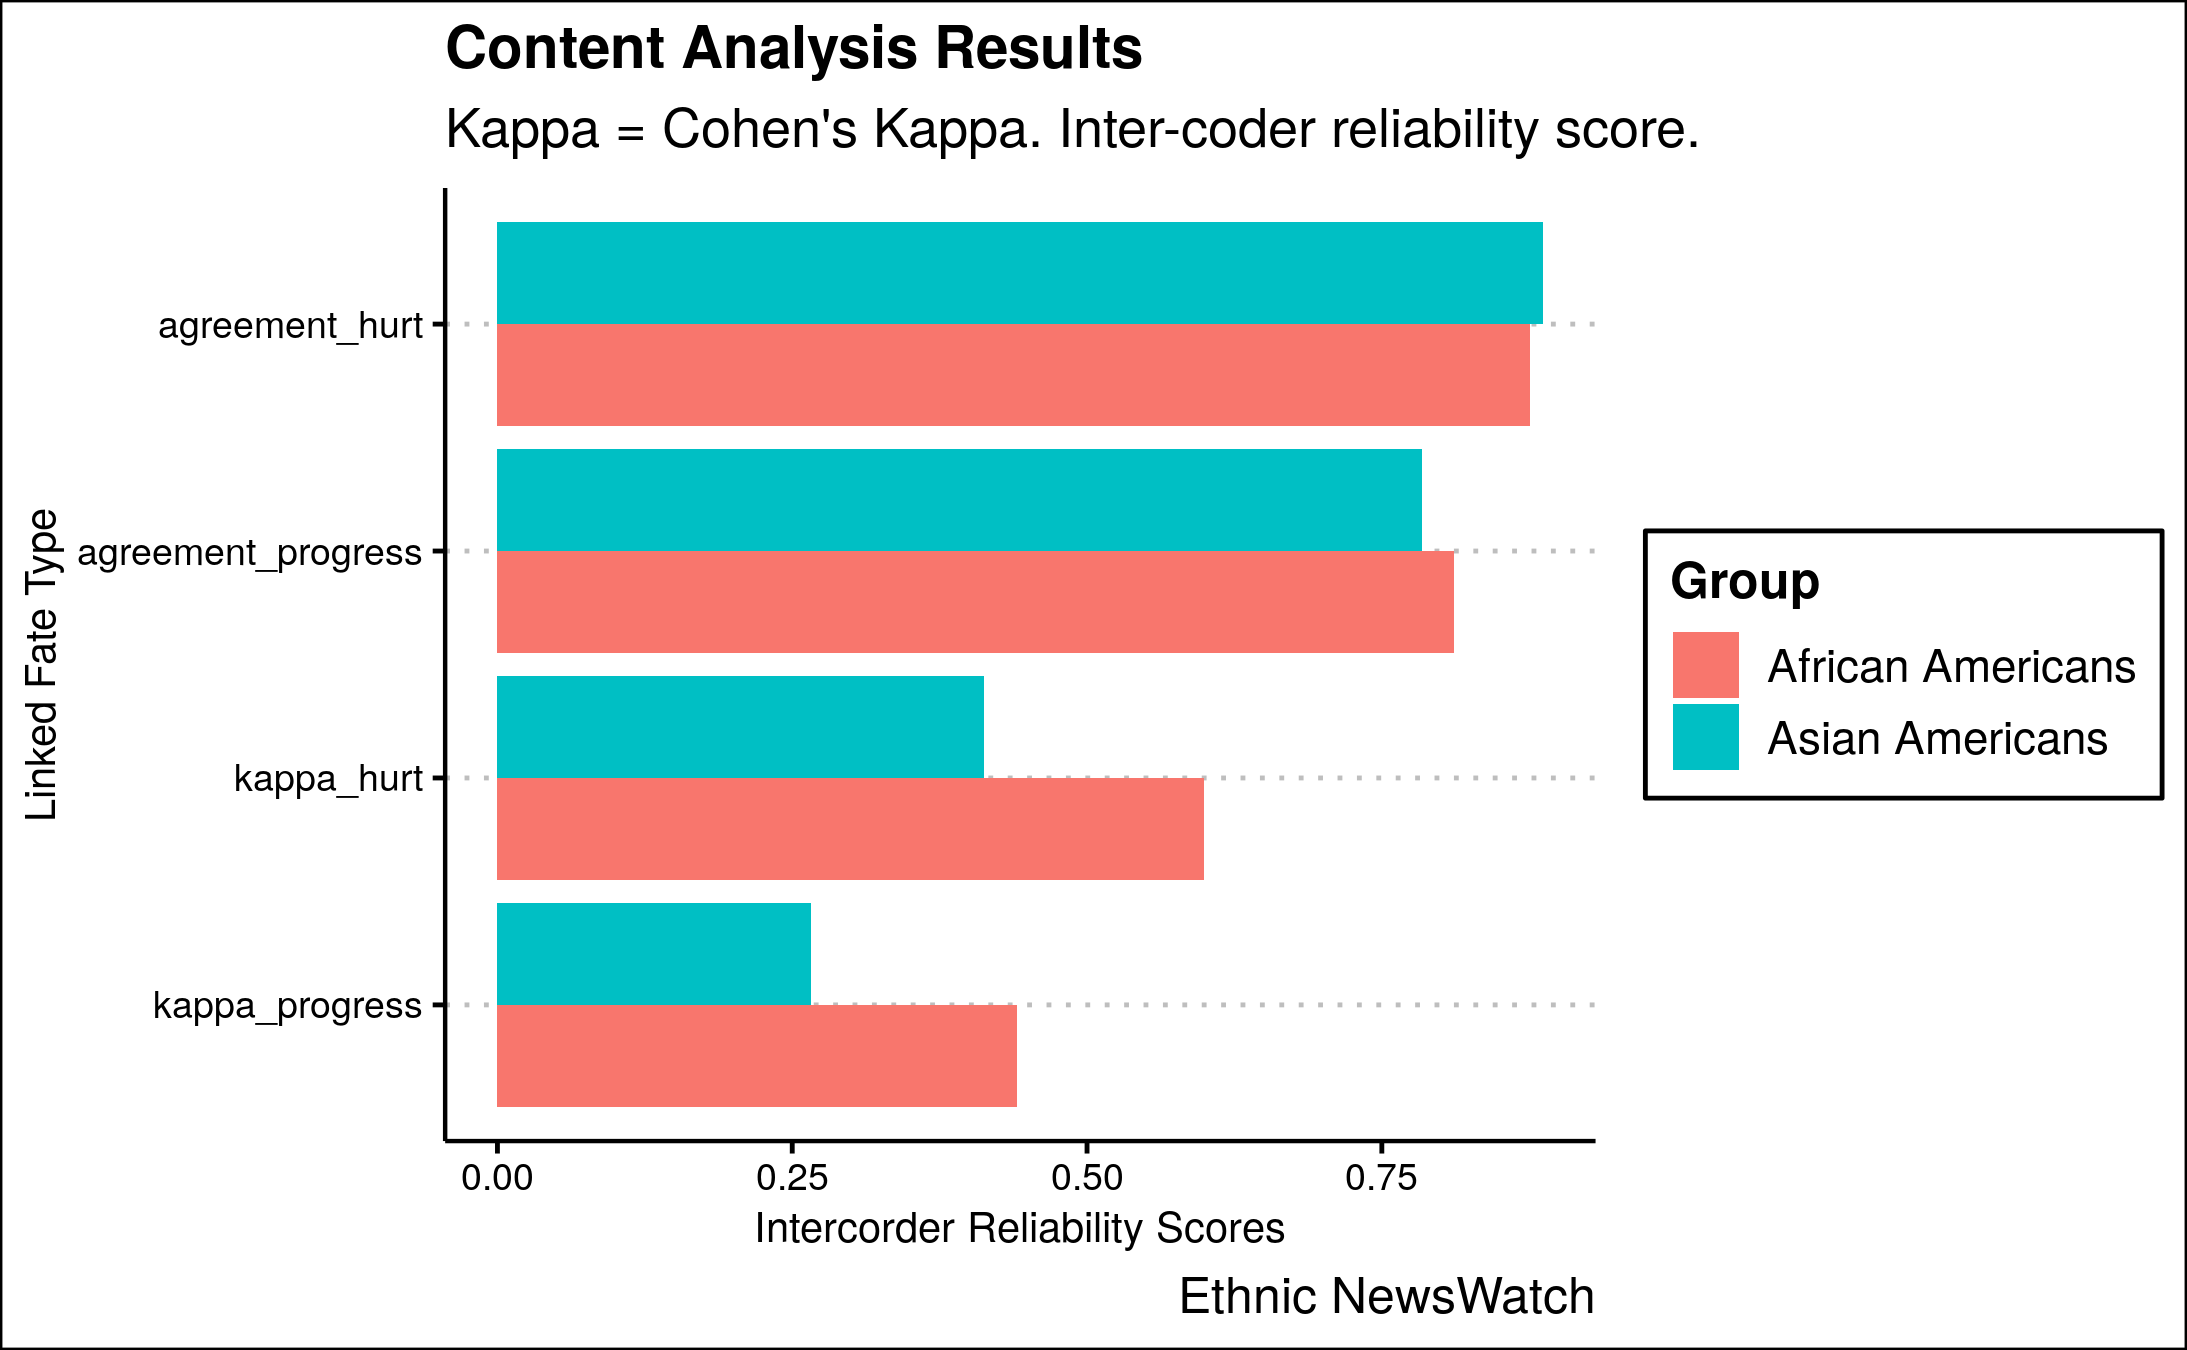 Content Analysis Results
Kappa = Cohen's Kappa. Inter-coder reliability score.
Linked Fate Type
agreement_hurt
agreement_progress
kappa_hurt
kappa_progress
0.00 0.25 0.50 0.75
Intercorder Reliability Scores
Ethnic NewsWatch
Group
African Americans
Asian Americans